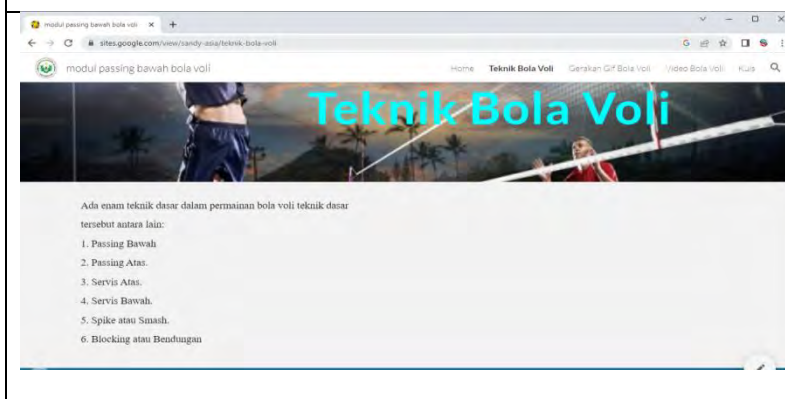 modul passing bawah bola voli
sites.google.com/view/sandy-asia/teknik-bola-voli
modul passing bawah bola voli
Home Teknik Bola Voli Gerakan Gif Bola Voli Video Bola Voli Kuis
Teknik Bola Voli
Ada enam teknik dasar dalam permainan bola voli teknik dasar
tersebut antara lain:
1. Passing Bawah
2. Passing Atas.
3. Servis Atas.
4. Servis Bawah.
5. Spike atau Smash.
6. Blocking atau Bendungan